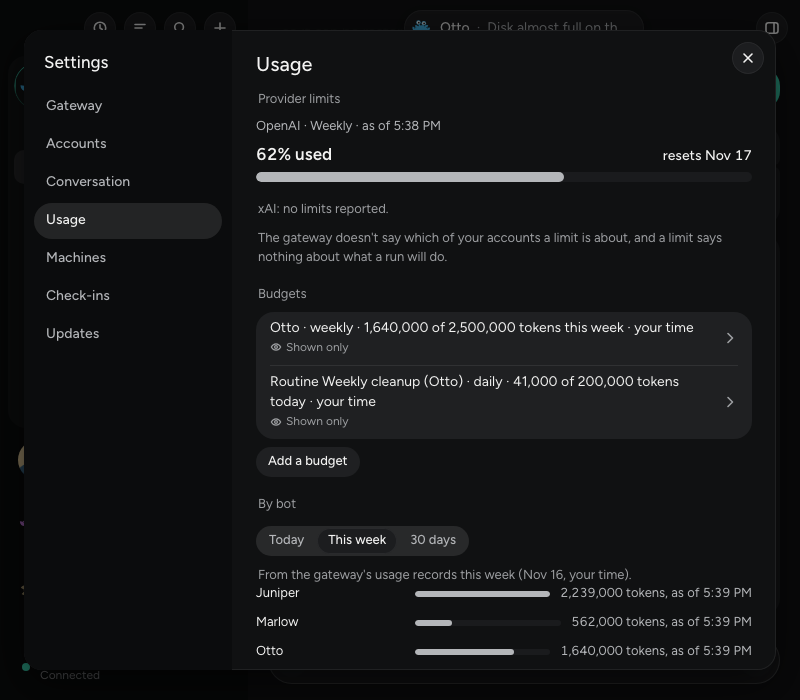 Otto · Disk almost full on th
Settings
Gateway
Accounts
Conversation
Usage
Machines
Check-ins
Updates
Usage
Provider limits
OpenAI · Weekly · as of 5:38 PM
62% used
resets Nov 17
xAI: no limits reported.
The gateway doesn't say which of your accounts a limit is about, and a limit says
nothing about what a run will do.
Budgets
Otto · weekly · 1,640,000 of 2,500,000 tokens this week · your time
Shown only
Routine Weekly cleanup (Otto) · daily · 41,000 of 200,000 tokens
today · your time
Shown only
Add a budget
By bot
Today This week 30 days
From the gateway's usage records this week (Nov 16, your time).
Juniper 2,239,000 tokens, as of 5:39 PM
Marlow 562,000 tokens, as of 5:39 PM
Otto 1,640,000 tokens, as of 5:39 PM
Connected